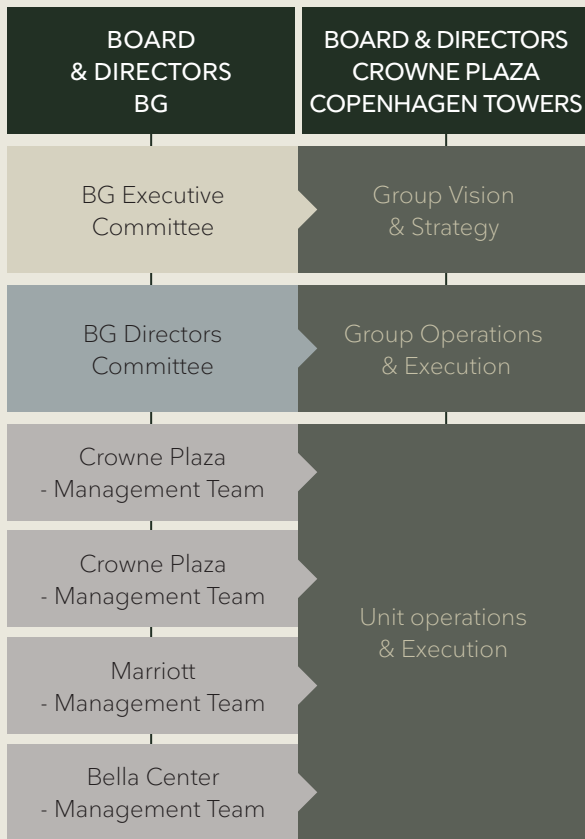 BOARD
& DIRECTORS
BG
BOARD & DIRECTORS
CROWNE PLAZA
COPENHAGEN TOWERS
BG Executive
Committee
Group Vision
& Strategy
BG Directors
Committee
Group Operations
& Execution
Crowne Plaza
- Management Team
Crowne Plaza
- Management Team
Marriott
- Management Team
Bella Center
- Management Team
Unit operations
& Execution